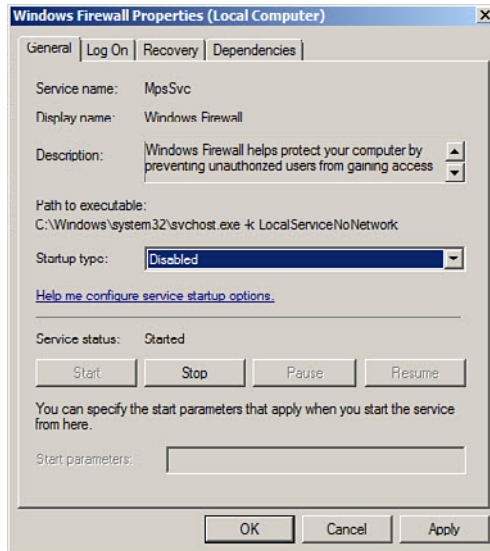 Windows Firewall Properties (Local Computer)
General Log On Recovery Dependencies
Service name: MpsSvc
Display name: Windows Firewall
Description: Windows Firewall helps protect your computer by
preventing unauthorized users from gaining access
Path to executable:
C:\Windows\system32\svchost.exe -k LocalServiceNoNetwork
Startup type: Disabled
Help me configure service startup options.
Service status: Started
Start Stop Pause Resume
You can specify the start parameters that apply when you start the service
from here.
Start parameters:
OK Cancel Apply